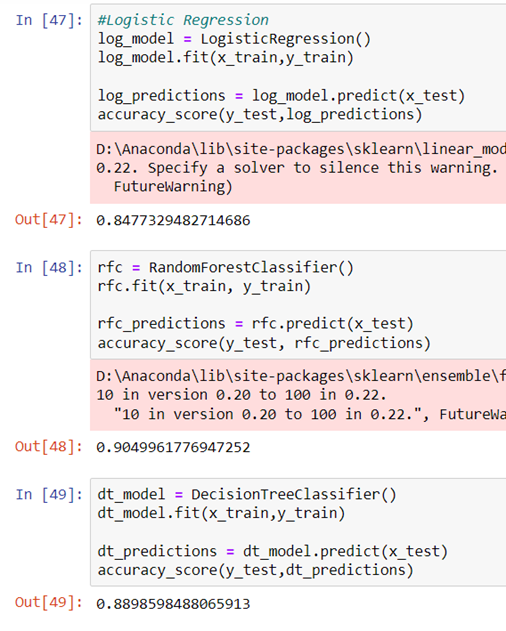 In [47]: #Logistic Regression
log_model = LogisticRegression()
log_model.fit(x_train,y_train)
log_predictions = log_model.predict(x_test)
accuracy_score(y_test,log_predictions)
D:\Anaconda\lib\site-packages\sklearn\linear_mod
0.22. Specify a solver to silence this warning.
FutureWarning)
Out[47]: 0.8477329482714686
In [48]: rfc = RandomForestClassifier()
rfc.fit(x_train, y_train)
rfc_predictions = rfc.predict(x_test)
accuracy_score(y_test, rfc_predictions)
D:\Anaconda\lib\site-packages\sklearn\ensemble\f
10 in version 0.20 to 100 in 0.22.
"10 in version 0.20 to 100 in 0.22.", FutureWa
Out[48]: 0.9049961776947252
In [49]: dt_model = DecisionTreeClassifier()
dt_model.fit(x_train,y_train)
dt_predictions = dt_model.predict(x_test)
accuracy_score(y_test,dt_predictions)
Out[49]: 0.8898598488065913